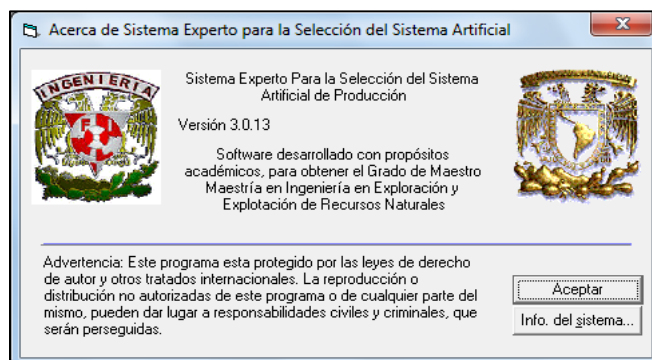 Acerca de Sistema Experto para la Selección del Sistema Artificial
INGENIERIA
Sistema Experto Para la Selección del Sistema
Artificial de Producción
Versión 3.0.13
Software desarrollado con propósitos
académicos, para obtener el Grado de Maestro
Maestría en Ingeniería en Exploración y
Explotación de Recursos Naturales
Advertencia: Este programa esta protegido por las leyes de derecho
de autor y otros tratados internacionales. La reproducción o
distribución no autorizadas de este programa o de cualquier parte del
mismo, pueden dar lugar a responsabilidades civiles y criminales, que
serán perseguidas.
Aceptar
Info. del sistema...